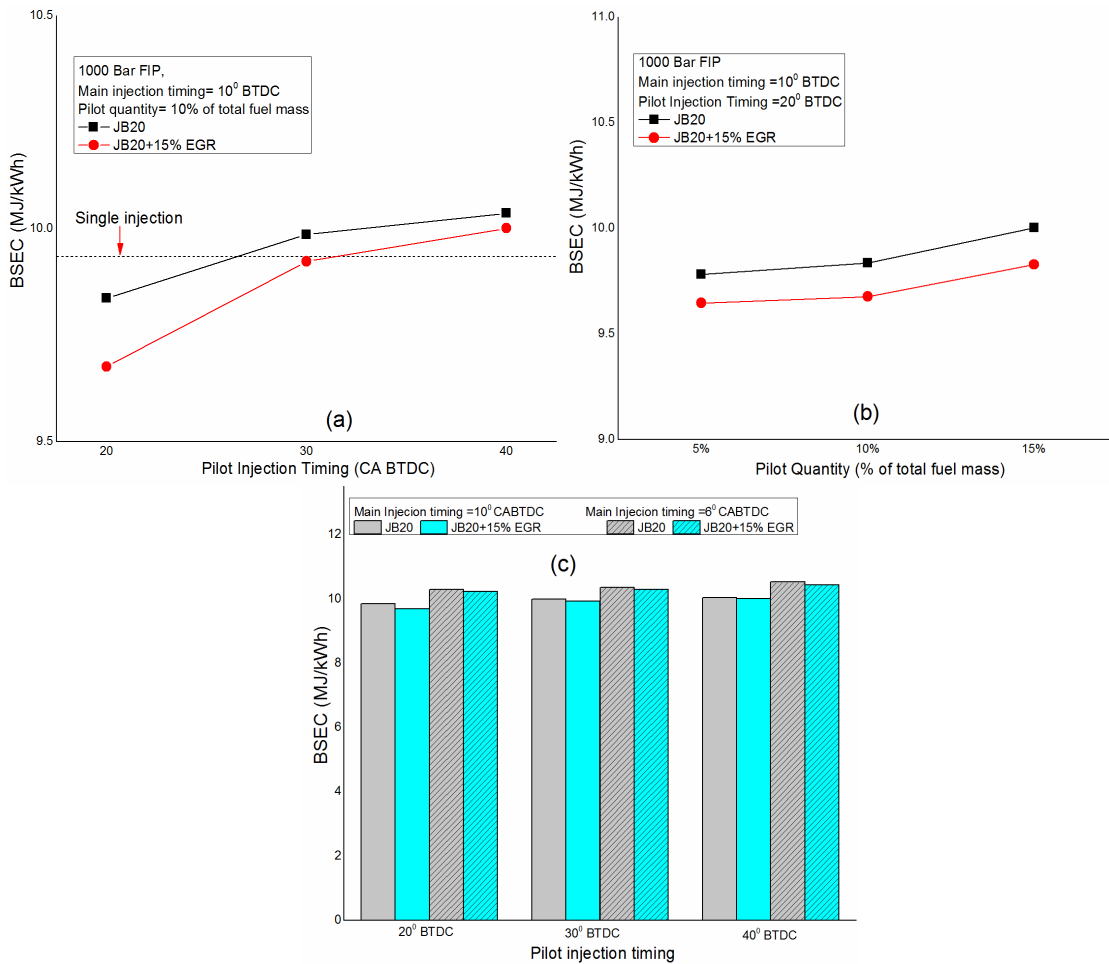 10.5
10.0
9.5
BSEC (MJ/kWh)
1000 Bar FIP,
Main injection timing= 10⁰ BTDC
Pilot quantity= 10% of total fuel mass
JB20
JB20+15% EGR
Single injection
(a)
20
30
40
Pilot Injection Timing (CA BTDC)
11.0
10.5
10.0
9.5
9.0
BSEC (MJ/kWh)
1000 Bar FIP
Main injection timing =10⁰ BTDC
Pilot Injection Timing =20⁰ BTDC
JB20
JB20+15% EGR
(b)
5%
10%
15%
Pilot Quantity (% of total fuel mass)
Main Injecion timing =10⁰ CABTDC
JB20
JB20+15% EGR
Main Injecion timing =6⁰ CABTDC
JB20
JB20+15% EGR
(c)
12
10
8
6
4
2
0
BSEC (MJ/kWh)
20⁰ BTDC
30⁰ BTDC
40⁰ BTDC
Pilot injection timing